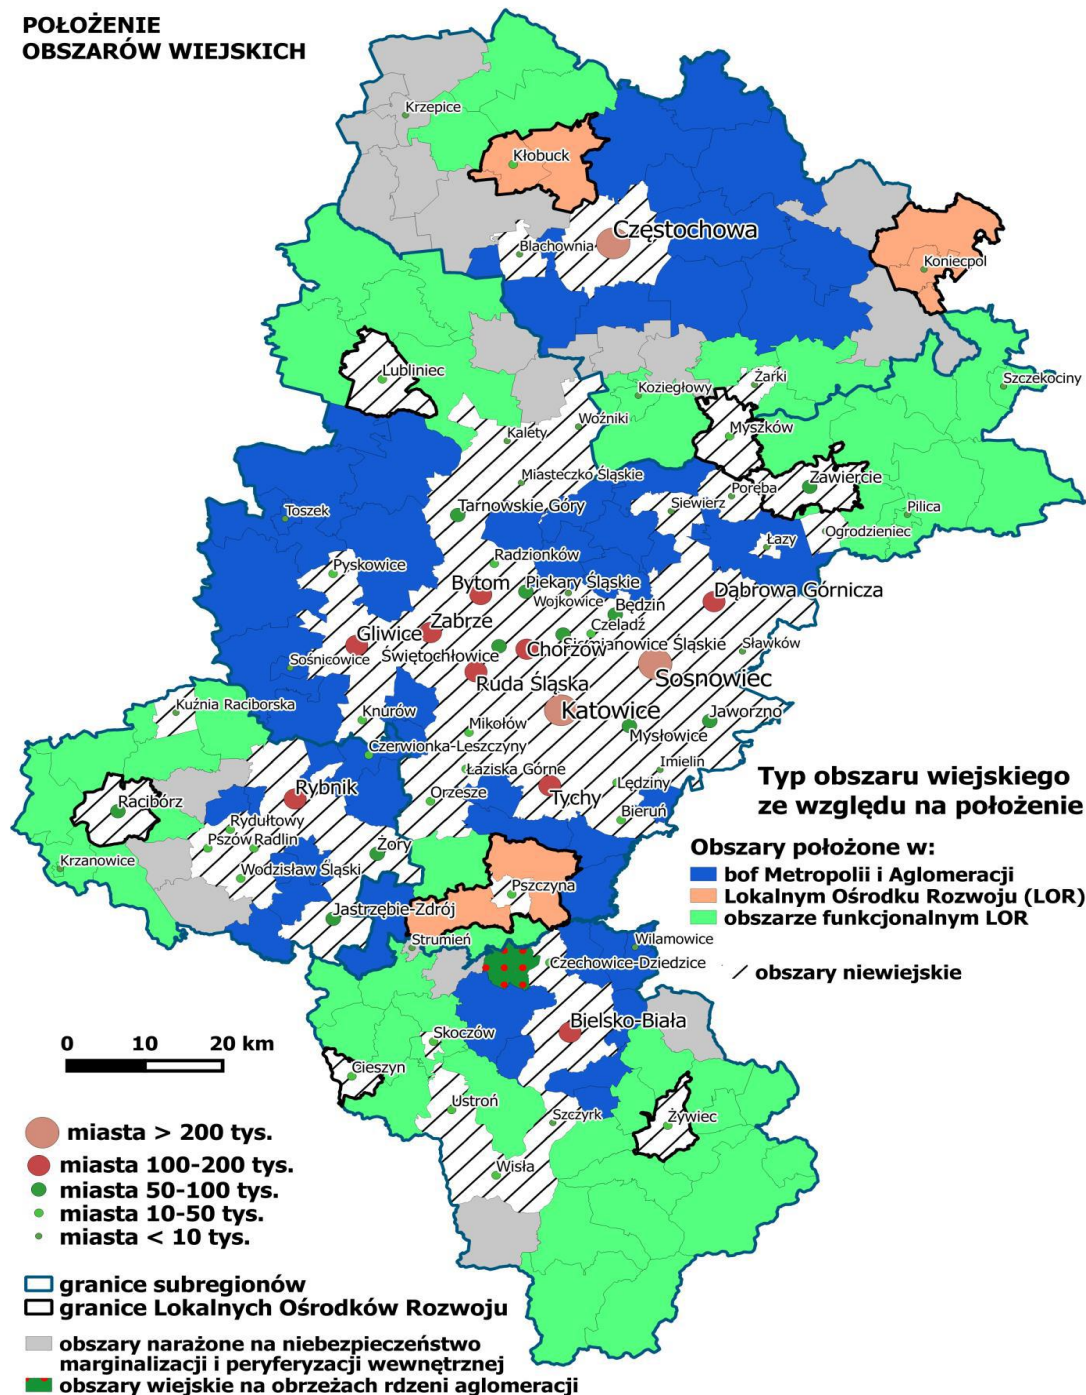 POŁOŻENIE
OBSZARÓW WIEJSKICH
Krzepice
Kłobuck
Częstochowa
Blachownia
Koniecpol
Lubliniec
Koziegłowy
Żarki
Szczekociny
Woźniki
Kalety
Myszków
Miasteczko Śląskie
Zawiercie
Poręba
Siewierz
Pilica
Tarnowskie Góry
Toszek
Ogrodzieniec
Łazy
Radzionków
Pyskowice
Bytom
Piekary Śląskie
Dąbrowa Górnicza
Wojkowice
Będzin
Zabrze
Czeladź
Gliwice
Chorzów
Siemianowice Śląskie
Sławków
Świętochłowice
Sośnicowice
Ruda Śląska
Sosnowiec
Kuźnia Raciborska
Knurów
Katowice
Jaworzno
Mikołów
Mysłowice
Czerwionka-Leszczyny
Imielin
Łaziska Górne
Lędziny
Rybnik
Tychy
Orzesze
Racibórz
Bieruń
Rydułtowy
Pszów
Radlin
Żory
Krzanowice
Wodzisław Śląski
Pszczyna
Jastrzębie-Zdrój
Strumień
Wilamowice
Czechowice-Dziedzice
Bielsko-Biała
Skoczów
Cieszyn
Ustroń
Szczyrk
Żywiec
Wisła
Typ obszaru wiejskiego
ze względu na położenie
Obszary położone w:
bof Metropolii i Aglomeracji
Lokalnym Ośrodku Rozwoju (LOR)
obszarze funkcjonalnym LOR
obszary niewiejskie
0 10 20 km
miasta > 200 tys.
miasta 100-200 tys.
miasta 50-100 tys.
miasta 10-50 tys.
miasta < 10 tys.
granice subregionów
granice Lokalnych Ośrodków Rozwoju
obszary narażone na niebezpieczeństwo
marginalizacji i peryferyzacji wewnętrznej
obszary wiejskie na obrzeżach rdzeni aglomeracji